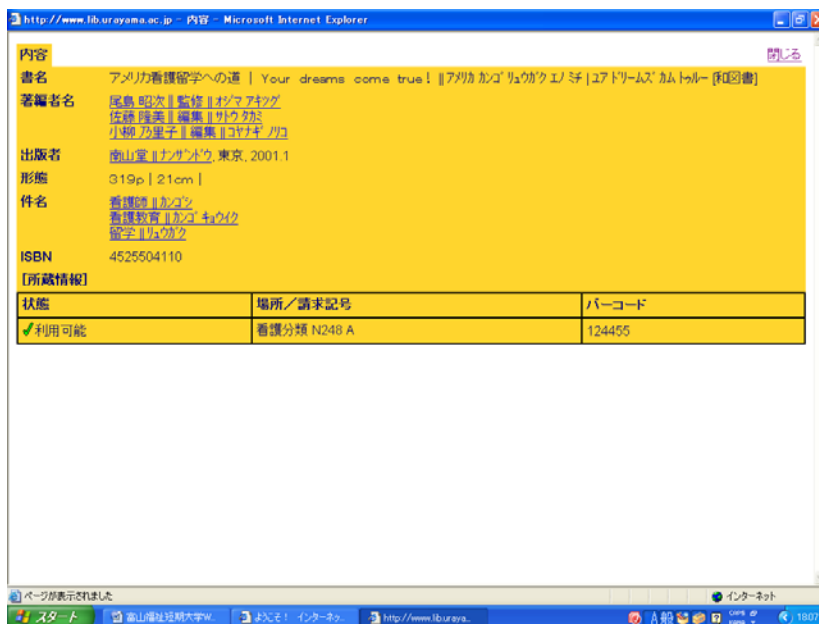 http://www.lib.urayama.ac.jp - 内容 - Microsoft Internet Explorer
内容 閉じる
書名 アメリカ看護留学への道 | Your dreams come true! || アメリカ カンゴ リュウガク エノ ミチ | ユア ドリームズ カム トゥルー [和図書]
著編者名 尾島 昭次 || 監修 || オジマ アキツグ
佐藤 隆美 || 編集 || サトウ タカミ
小柳 乃里子 || 編集 || コヤナギ ノリコ
出版者 南山堂 || ナンザンドウ, 東京, 2001.1
形態 319p | 21cm |
件名 看護師 || カンゴシ
看護教育 || カンゴ キョウイク
留学 || リュウガク
ISBN 4525504110
[所蔵情報]
状態 場所/請求記号 バーコード
利用可能 看護分類 N248 A 124455
ページが表示されました インターネット
スタート 富山福祉短期大学W... ようこそ! インターネッ... http://www.lib.uraya... A 般 CAPS 18:07